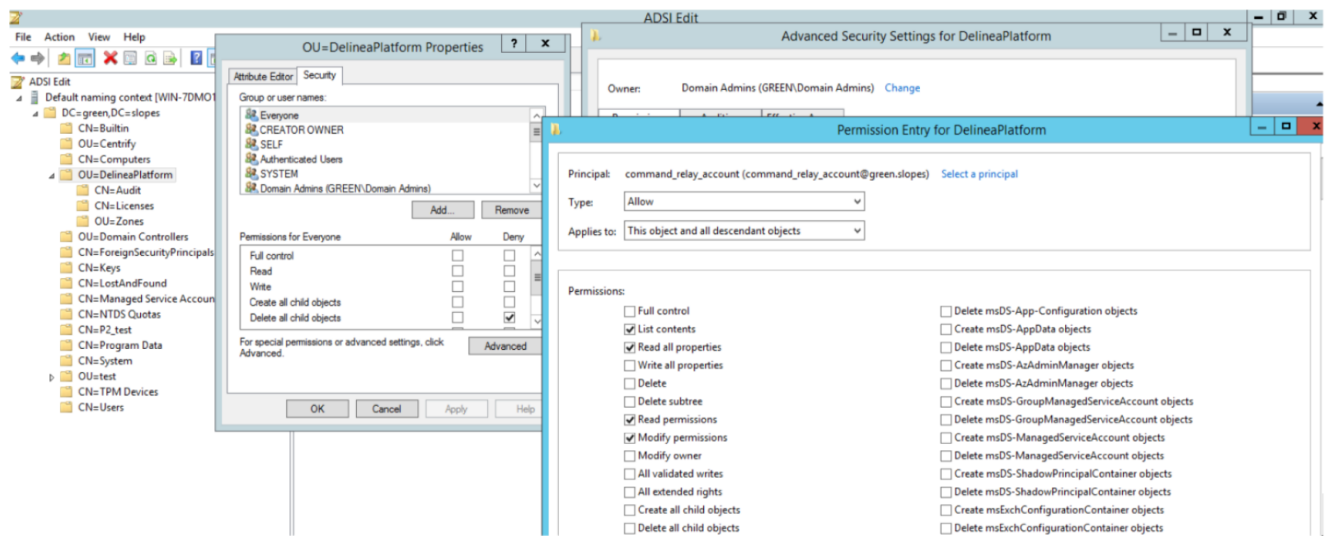 ADSI Edit
File Action View Help
ADSI Edit
Default naming context [WIN-7DMO1
DC=green,DC=slopes
CN=Builtin
OU=Centrify
CN=Computers
OU=DelineaPlatform
CN=Audit
CN=Licenses
OU=Zones
OU=Domain Controllers
CN=ForeignSecurityPrincipals
CN=Keys
CN=LostAndFound
CN=Managed Service Accoun
CN=NTDS Quotas
CN=P2_test
CN=Program Data
CN=System
OU=test
CN=TPM Devices
CN=Users
OU=DelineaPlatform Properties ? x
Attribute Editor Security
Group or user names:
Everyone
CREATOR OWNER
SELF
Authenticated Users
SYSTEM
Domain Admins (GREEN\Domain Admins)
Add... Remove
Permissions for Everyone Allow Deny
Full control
Read
Write
Create all child objects
Delete all child objects
For special permissions or advanced settings, click
Advanced.
Advanced
OK Cancel Apply Help
Advanced Security Settings for DelineaPlatform
Owner: Domain Admins (GREEN\Domain Admins) Change
Permission Entry for DelineaPlatform
Principal: command_relay_account (command_relay_account@green.slopes) Select a principal
Type: Allow
Applies to: This object and all descendant objects
Permissions:
Full control
List contents
Read all properties
Write all properties
Delete
Delete subtree
Read permissions
Modify permissions
Modify owner
All validated writes
All extended rights
Create all child objects
Delete all child objects
Delete msDS-App-Configuration objects
Create msDS-AppData objects
Delete msDS-AppData objects
Create msDS-AzAdminManager objects
Delete msDS-AzAdminManager objects
Create msDS-GroupManagedServiceAccount objects
Delete msDS-GroupManagedServiceAccount objects
Create msDS-ManagedServiceAccount objects
Delete msDS-ManagedServiceAccount objects
Create msDS-ShadowPrincipalContainer objects
Delete msDS-ShadowPrincipalContainer objects
Create msExchConfigurationContainer objects
Delete msExchConfigurationContainer objects